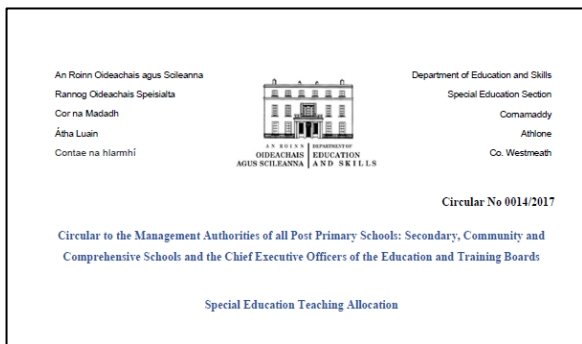 An Roinn Oideachais agus Scileanna
Rannog Oideachais Speisialta
Cor na Madadh
Átha Luain
Contae na hIarmhí
AN ROINN | DEPARTMENT OF
OIDEACHAIS | EDUCATION
AGUS SCILEANNA | AND SKILLS
Department of Education and Skills
Special Education Section
Cornamaddy
Athlone
Co. Westmeath
Circular No 0014/2017
Circular to the Management Authorities of all Post Primary Schools: Secondary, Community and
Comprehensive Schools and the Chief Executive Officers of the Education and Training Boards
Special Education Teaching Allocation